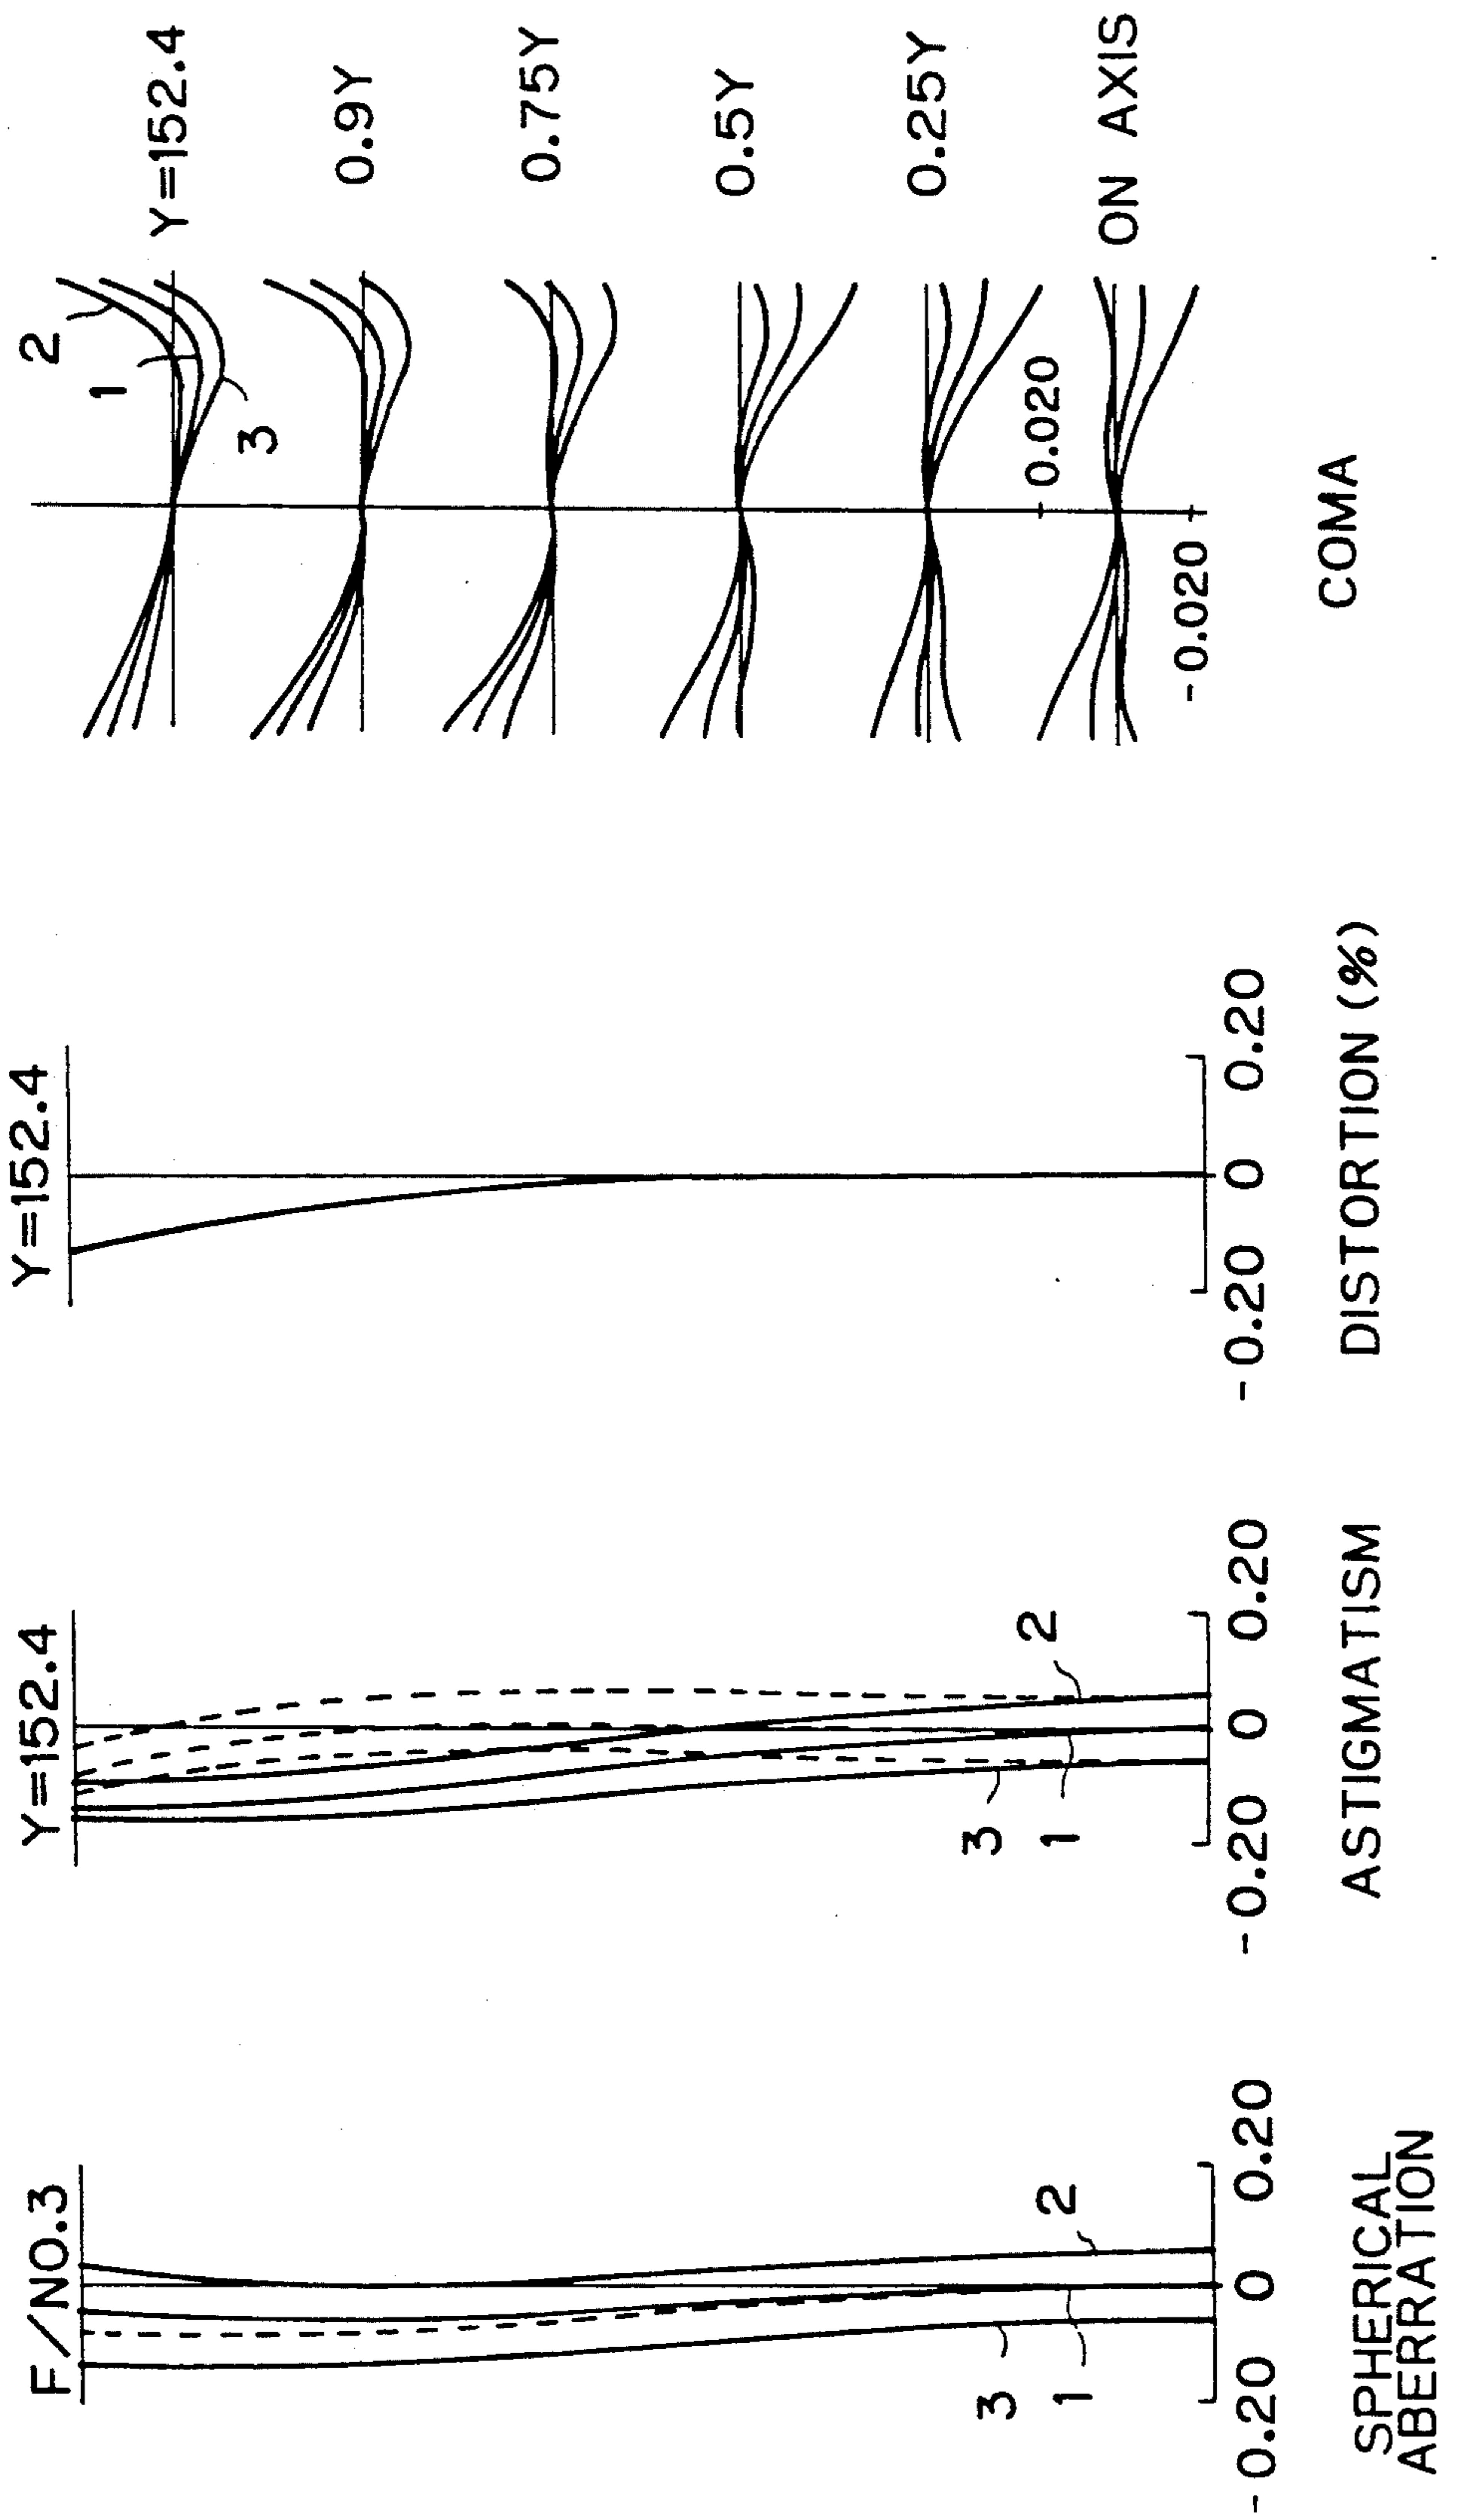 F/NO.3
2
3
1
-0.20 0 0.20
SPHERICAL
ABERRATION
Y=152.4
2
3
1
-0.20 0 0.20
ASTIGMATISM
Y=152.4
-0.20 0 0.20
DISTORTION (%)
2
1
3
Y=152.4
0.9Y
0.75Y
0.5Y
0.25Y
0.020
ON AXIS
-0.020
COMA